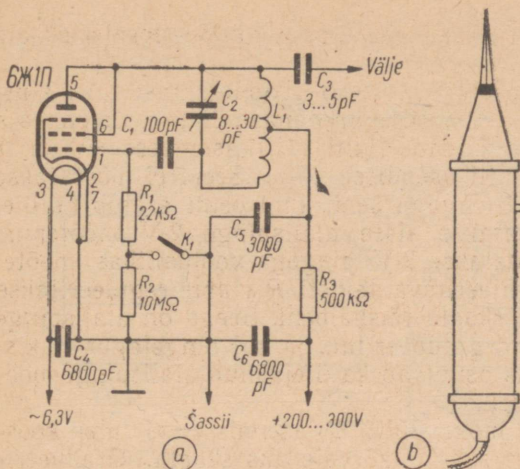 6Ж1П
5
6
1
3
4
2
7
C₁
100pF
C₂
8...30
pF
L₁
C₃
3...5pF
Välje
R₁
22kΩ
K₁
R₂
10MΩ
C₅
3000
pF
R₃
500kΩ
C₄
6800pF
C₆
6800
pF
~6,3V
Šassii
+200...300V
a
b